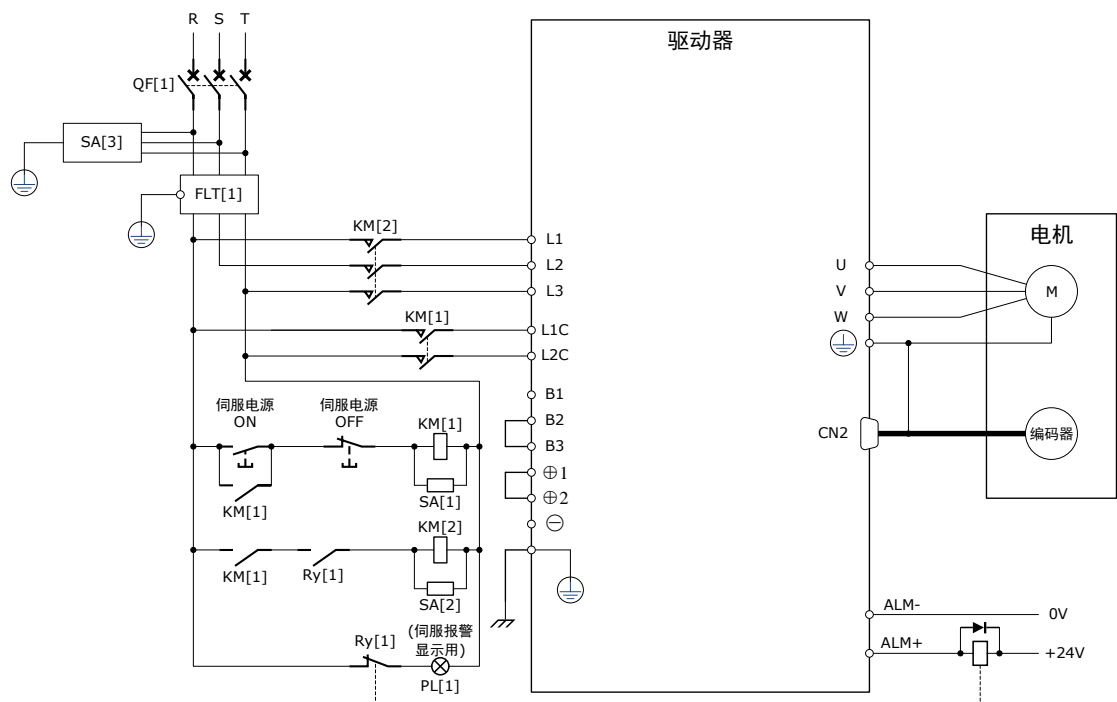 R S T
驱动器
QF[1]
SA[3]
FLT[1]
KM[2]
L1
L2
L3
KM[1]
L1C
L2C
B1
B2
B3
⊕1
⊕2
⊖
伺服电源
ON
伺服电源
OFF
KM[1]
SA[1]
KM[1]
KM[2]
KM[1]
Ry[1]
SA[2]
Ry[1]
(伺服报警
显示用)
PL[1]
U
V
W
CN2
电机
M
编码器
ALM-
0V
ALM+
+24V